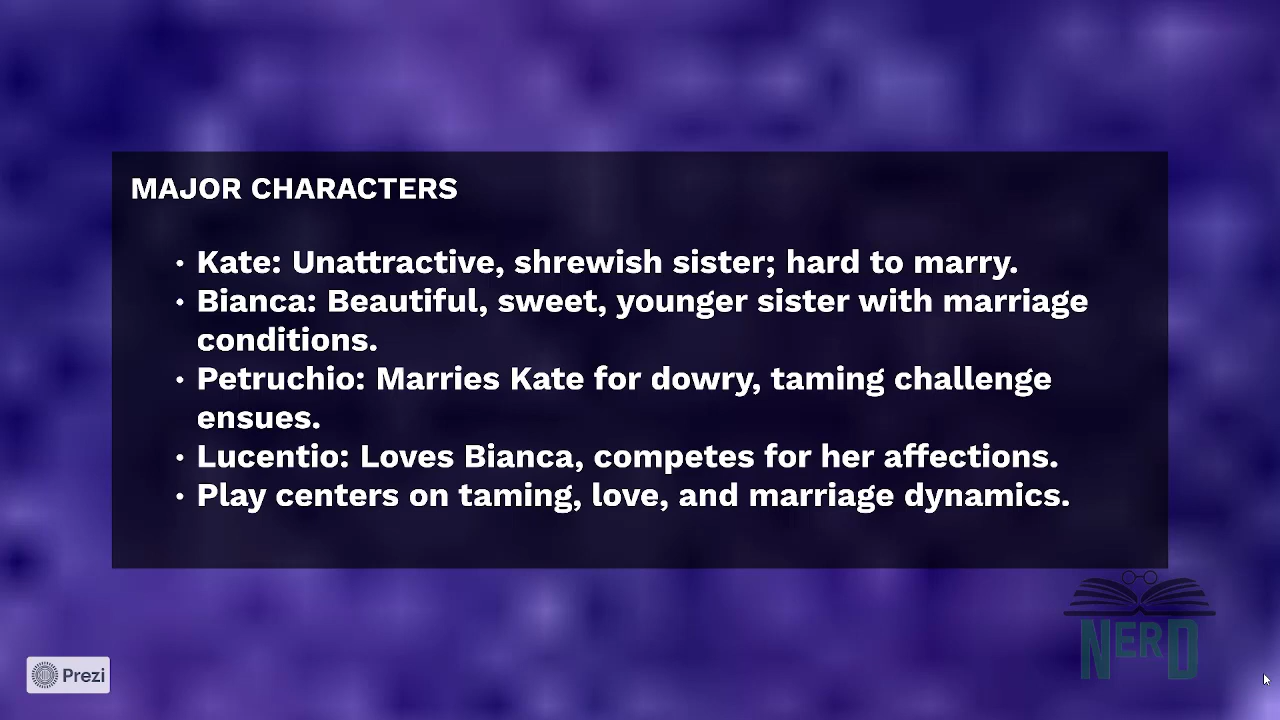 MAJOR CHARACTERS
• Kate: Unattractive, shrewish sister; hard to marry.
• Bianca: Beautiful, sweet, younger sister with marriage
conditions.
• Petruchio: Marries Kate for dowry, taming challenge
ensues.
• Lucentio: Loves Bianca, competes for her affections.
• Play centers on taming, love, and marriage dynamics.
NERD
Prezi